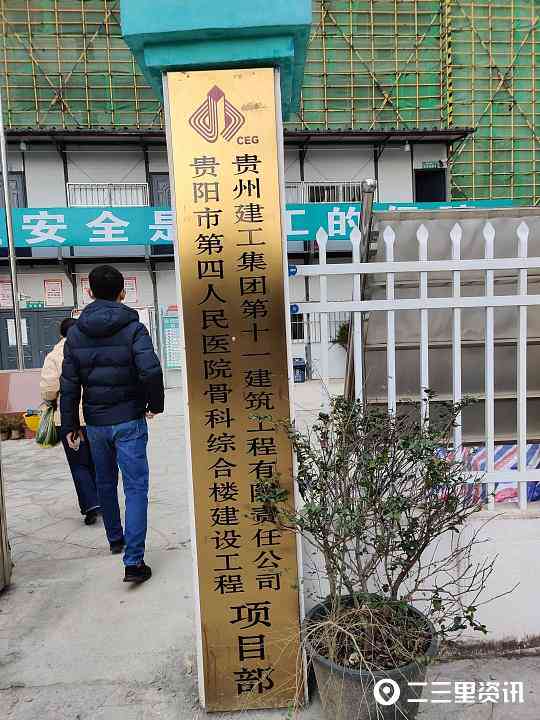 CEG
贵州建工集团第十一建筑工程有限责任公司
贵阳市第四人民医院骨科综合楼建设工程
项目部
安全是
工的
二三里资讯